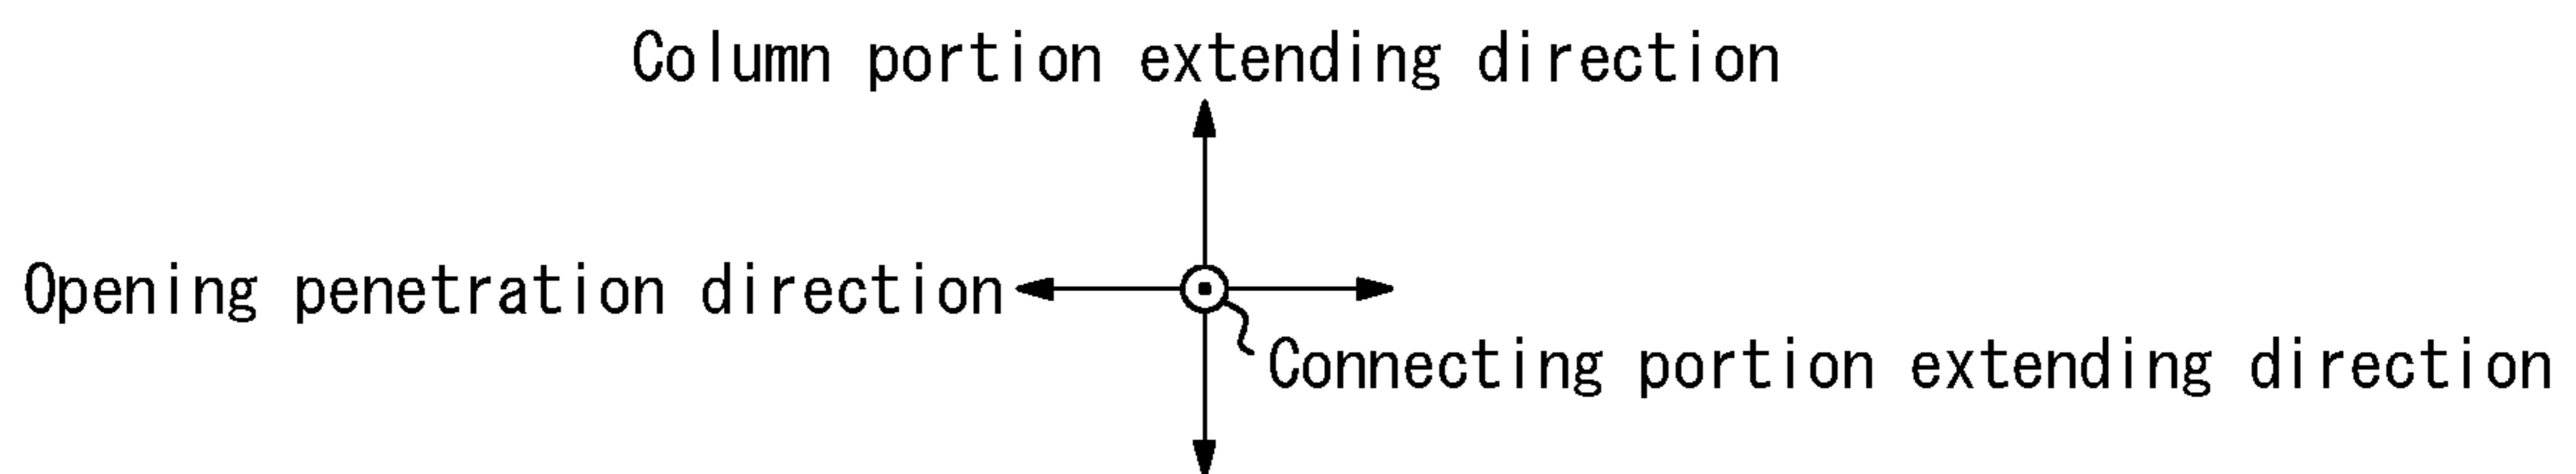 Column portion extending direction
Opening penetration direction
Connecting portion extending direction